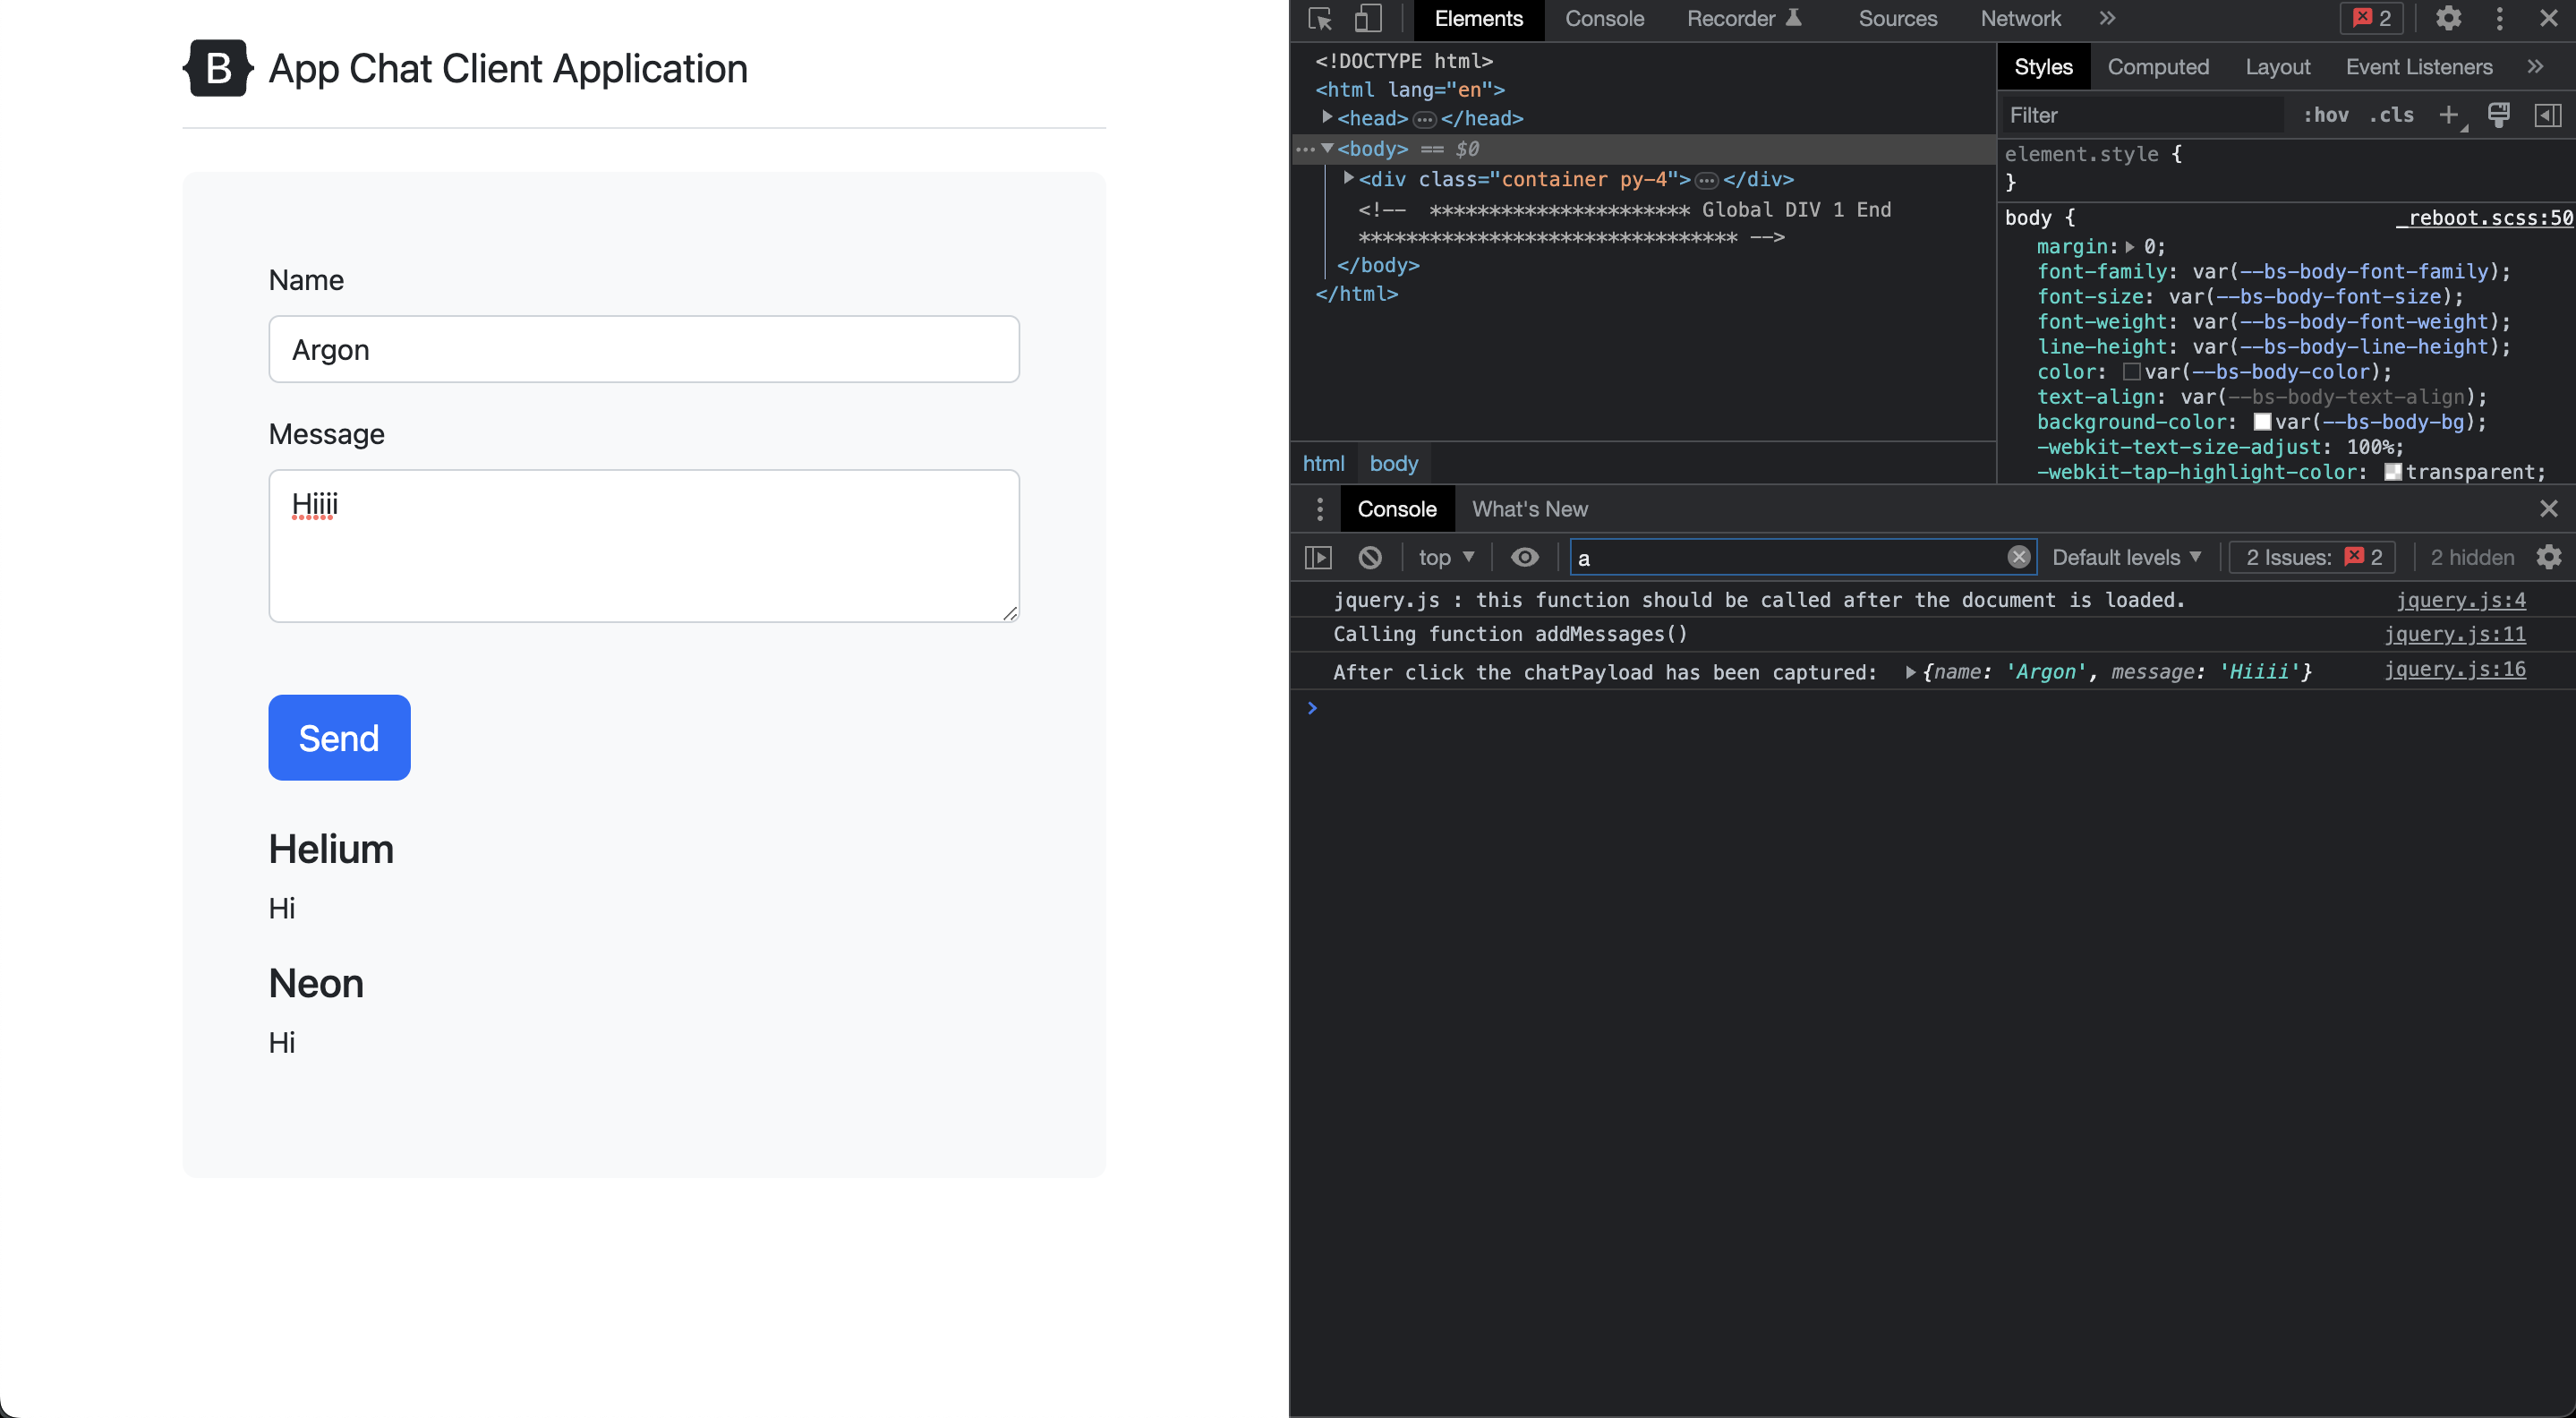 B App Chat Client Application
Name
Argon
Message
Hiiii
Send
Helium
Hi
Neon
Hi
Elements Console Recorder Sources Network » 2
<!DOCTYPE html>
<html lang="en">
<head> … </head>
<body> == $0
<div class="container py-4"> … </div>
<!-- ********************** Global DIV 1 End
******************************** -->
</body>
</html>
html body
Styles Computed Layout Event Listeners »
Filter :hov .cls +
element.style {
}
body { _reboot.scss:50
margin: 0;
font-family: var(--bs-body-font-family);
font-size: var(--bs-body-font-size);
font-weight: var(--bs-body-font-weight);
line-height: var(--bs-body-line-height);
color: var(--bs-body-color);
text-align: var(--bs-body-text-align);
background-color: var(--bs-body-bg);
-webkit-text-size-adjust: 100%;
-webkit-tap-highlight-color: transparent;
Console What's New
top a Default levels 2 Issues: 2 2 hidden
jquery.js : this function should be called after the document is loaded. jquery.js:4
Calling function addMessages() jquery.js:11
After click the chatPayload has been captured: {name: 'Argon', message: 'Hiiii'} jquery.js:16
>